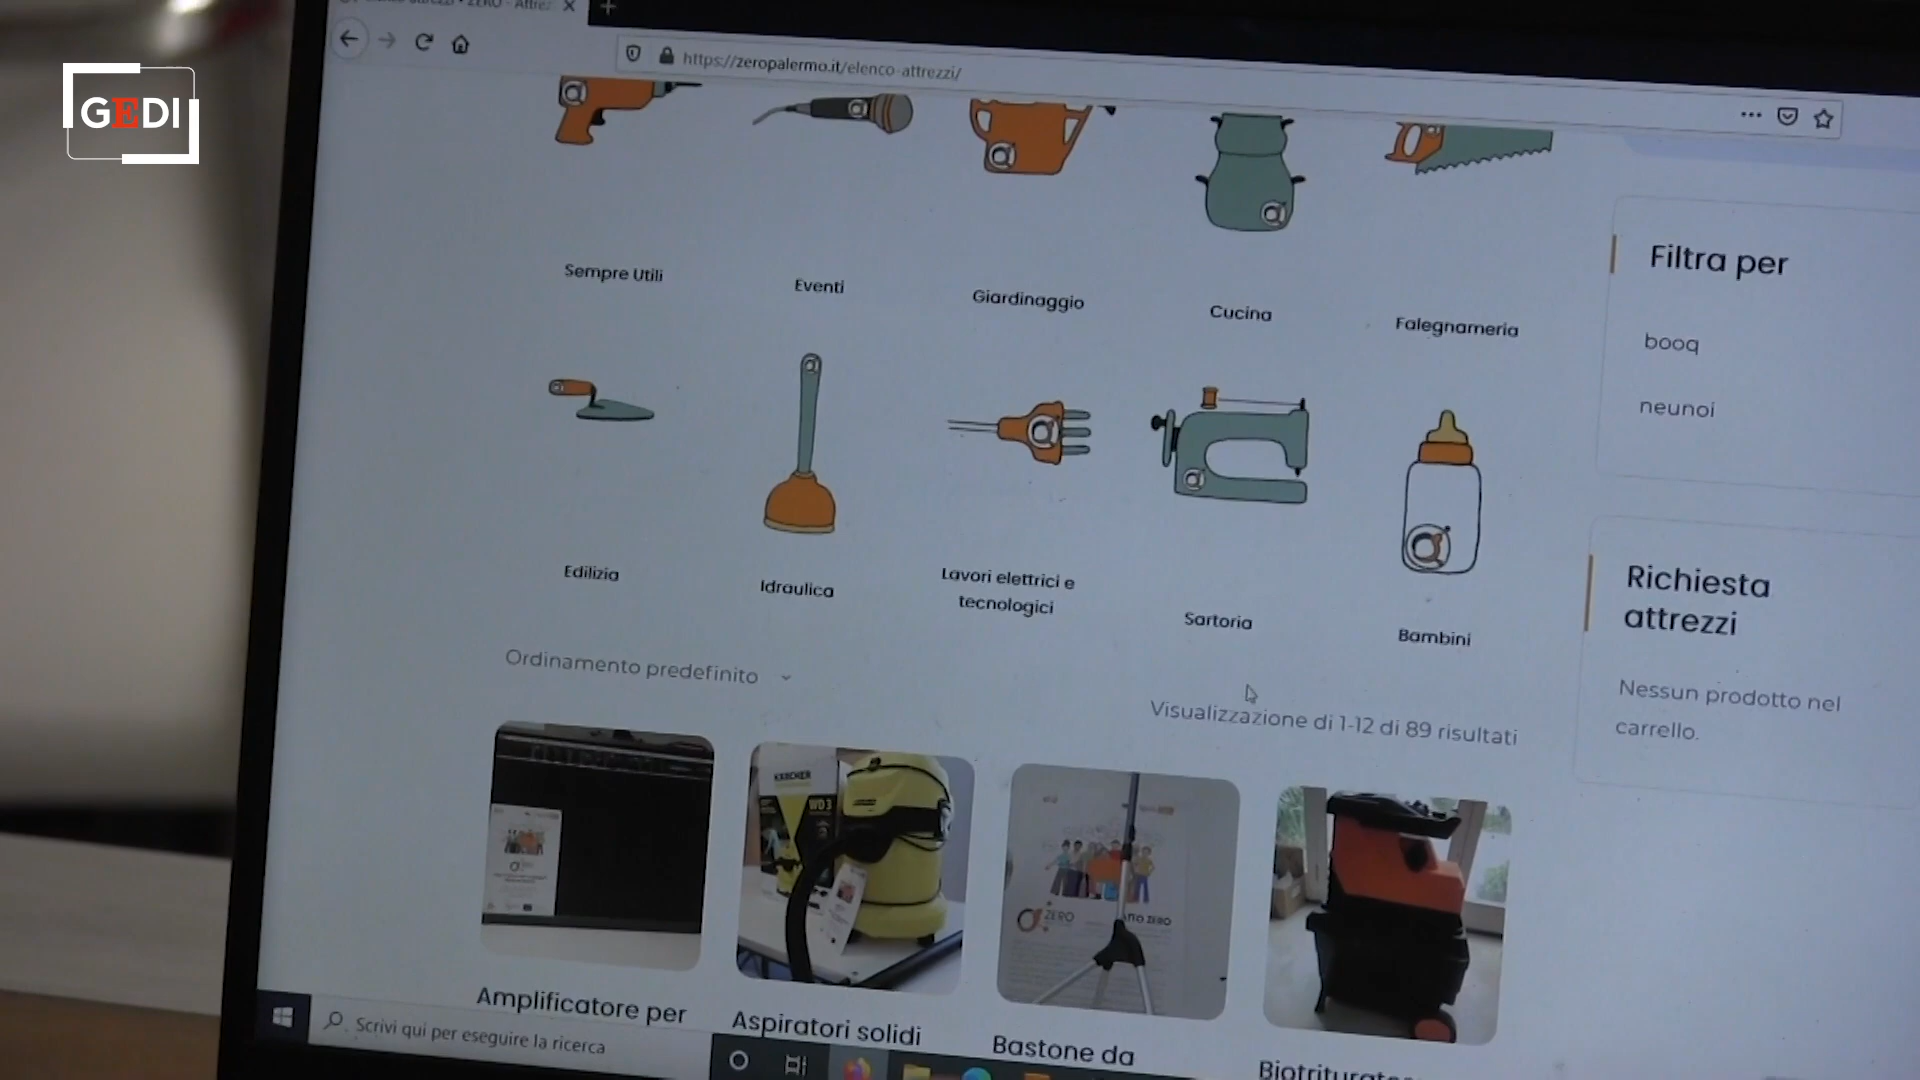 GEDI
https://zeropalermo.it/elenco-attrezzi/
Sempre Utili
Eventi
Giardinaggio
Cucina
Falegnameria
Filtra per
booq
neunoi
Edilizia
Idraulica
Lavori elettrici e
tecnologici
Sartoria
Bambini
Richiesta
attrezzi
Nessun prodotto nel
carrello.
Ordinamento predefinito
Visualizzazione di 1-12 di 89 risultati
KÄRCHER
WD 3
ZERO
Amplificatore per
Aspiratori solidi
Bastone da
Scrivi qui per eseguire la ricerca